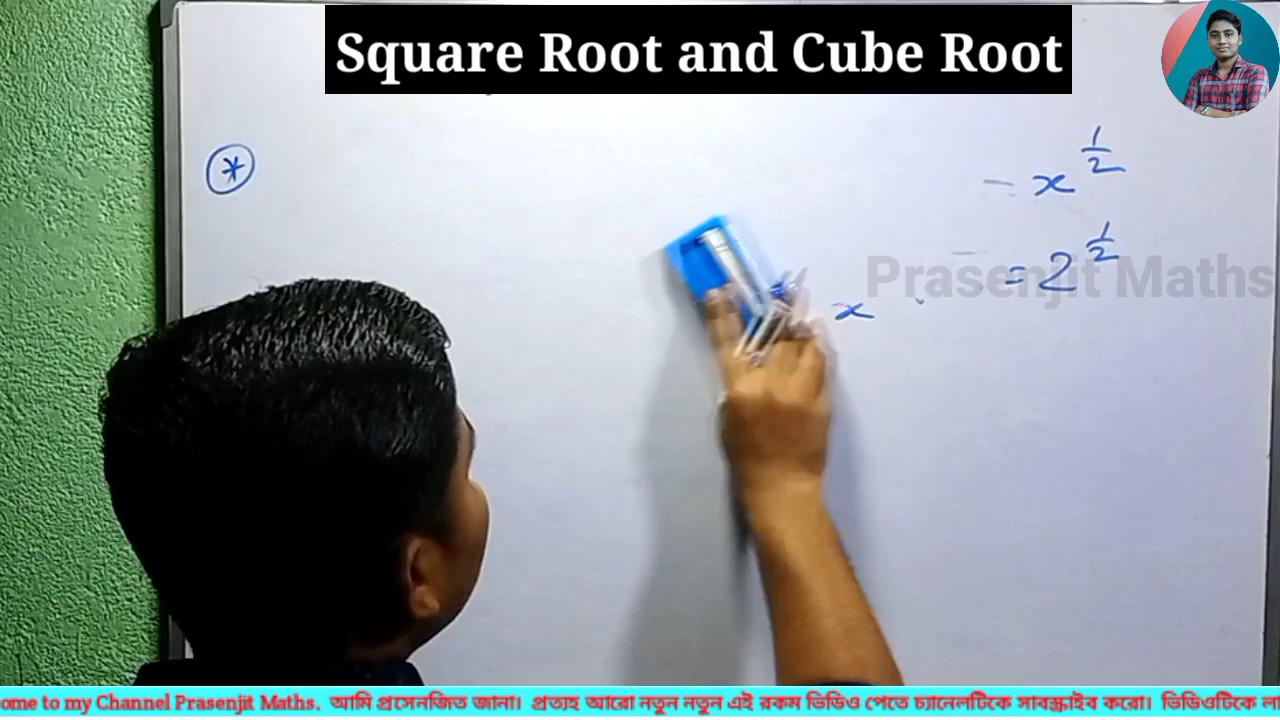 Square Root and Cube Root
= x^{1/2}
= 2^{1/2}
x
Prasenjit Maths
ome to my Channel Prasenjit Maths. আমি প্রসেনজিত জানা। প্রত্যহ আরো নতুন নতুন এই রকম ভিডিও পেতে চ্যানেলটিকে সাবস্ক্রাইব করো। ভিডিওটিকে লা